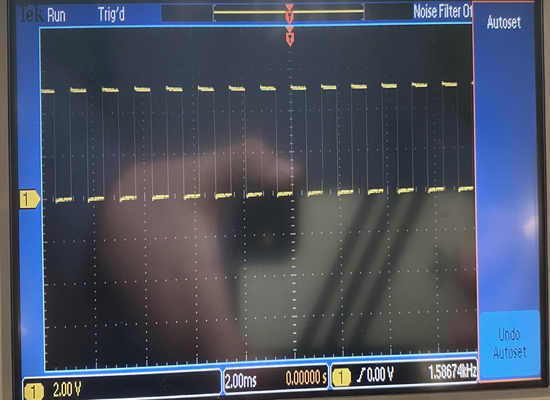 Tek Run Trig'd Noise Filter Of
Autoset
1
Undo
Autoset
1 2.00 V 2.00ms 0.00000 s 1 0.00 V 1.58674kHz